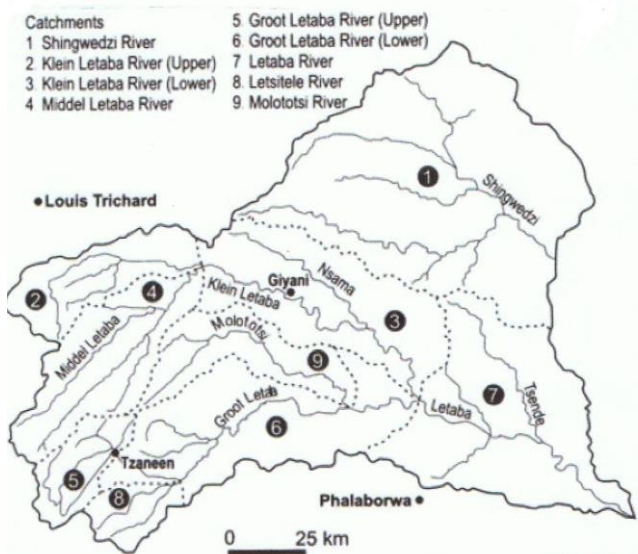 Catchments
1 Shingwedzi River
2 Klein Letaba River (Upper)
3 Klein Letaba River (Lower)
4 Middel Letaba River
5 Groot Letaba River (Upper)
6 Groot Letaba River (Lower)
7 Letaba River
8 Letsitele River
9 Molototsi River
1
Shingwedzi
Louis Trichard
2
4
Klein Letaba
Giyani
Nsama
3
Middel Letaba
Molototsi
9
Groot Letaba
6
Letaba
7
Tsende
Tzaneen
5
8
Phalaborwa
0 25 km